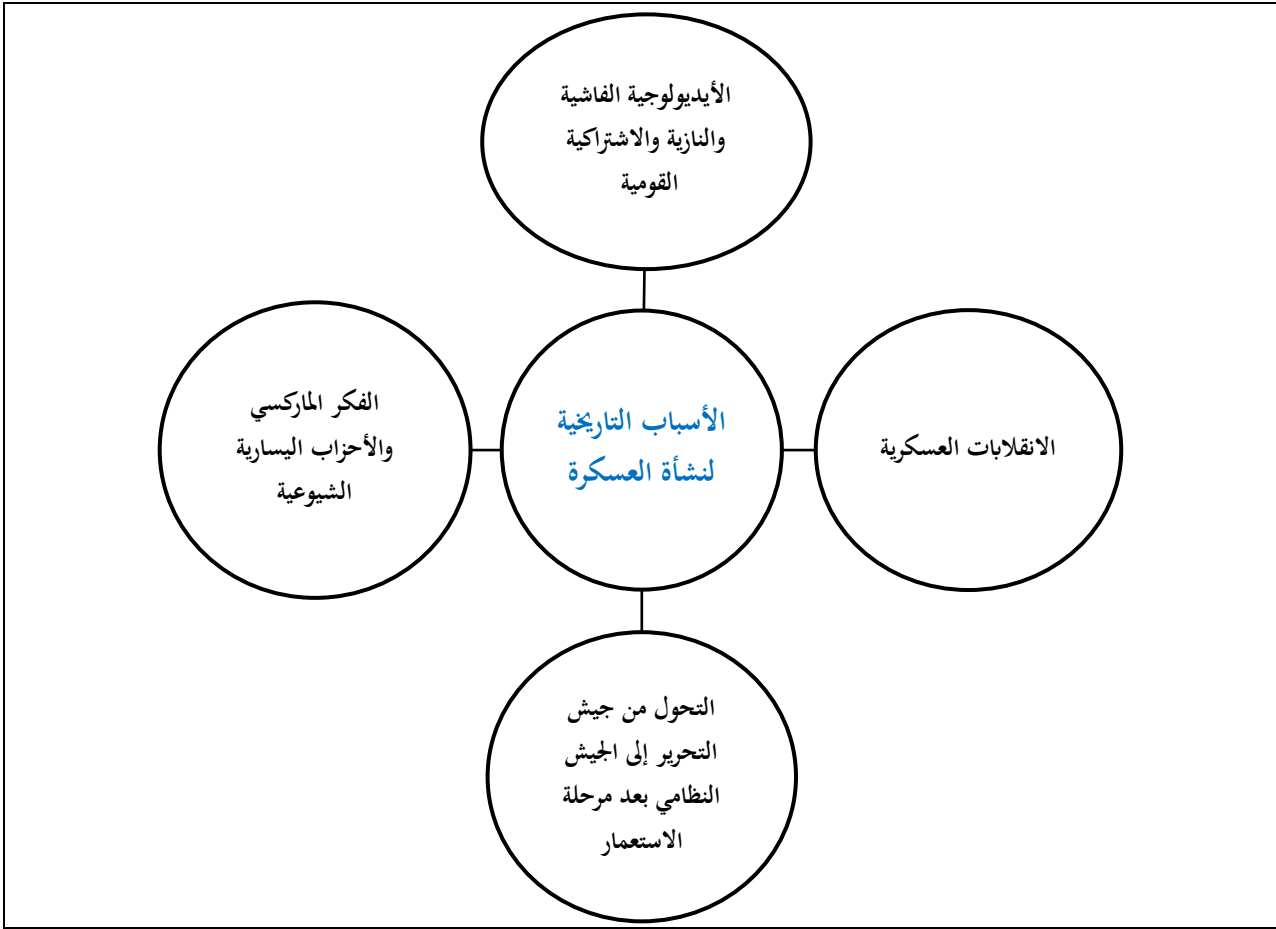 الأيديولوجية الفاشية
والنازية والاشتراكية
القومية
الانقلابات العسكرية
الأسباب التاريخية
لنشأة العسكرة
الفكر الماركسي
والأحزاب اليسارية
الشيوعية
التحول من جيش
التحرير إلى الجيش
النظامي بعد مرحلة
الاستعمار